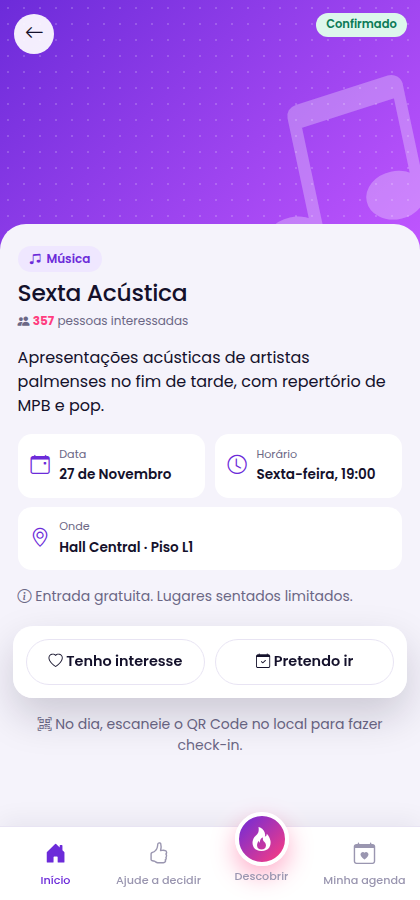 Confirmado
Música
Sexta Acústica
357 pessoas interessadas
Apresentações acústicas de artistas
palmenses no fim de tarde, com repertório de
MPB e pop.
Data
27 de Novembro
Horário
Sexta-feira, 19:00
Onde
Hall Central · Piso L1
Entrada gratuita. Lugares sentados limitados.
Tenho interesse
Pretendo ir
No dia, escaneie o QR Code no local para fazer
check-in.
Início
Ajude a decidir
Descobrir
Minha agenda